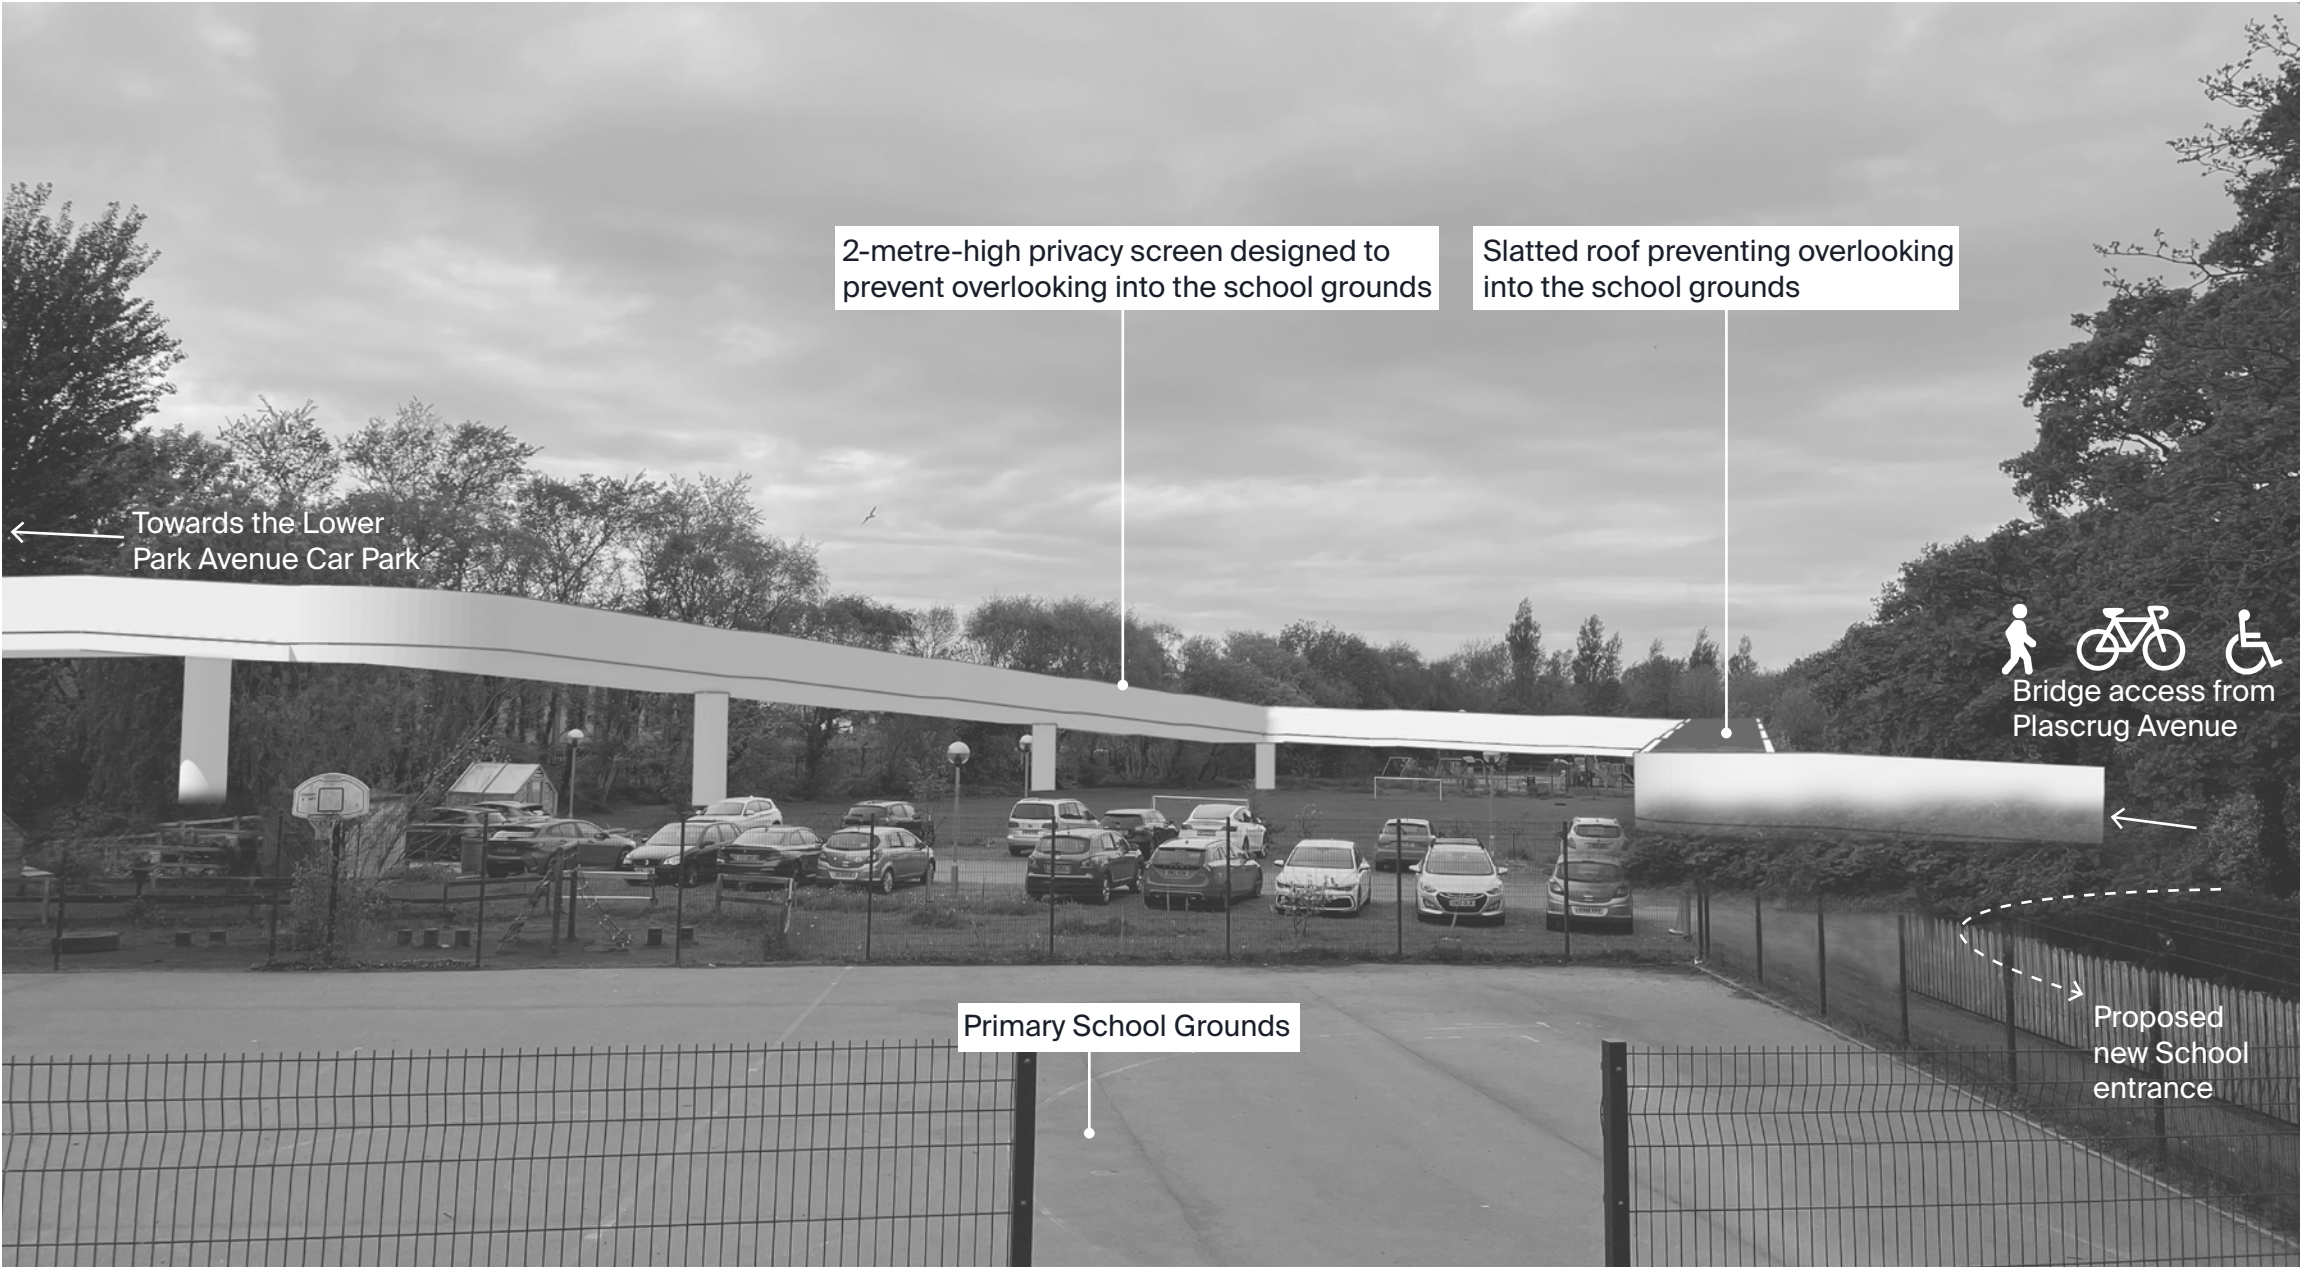 2-metre-high privacy screen designed to
prevent overlooking into the school grounds
Slatted roof preventing overlooking
into the school grounds
Towards the Lower
Park Avenue Car Park
Bridge access from
Plascrug Avenue
Primary School Grounds
Proposed
new School
entrance